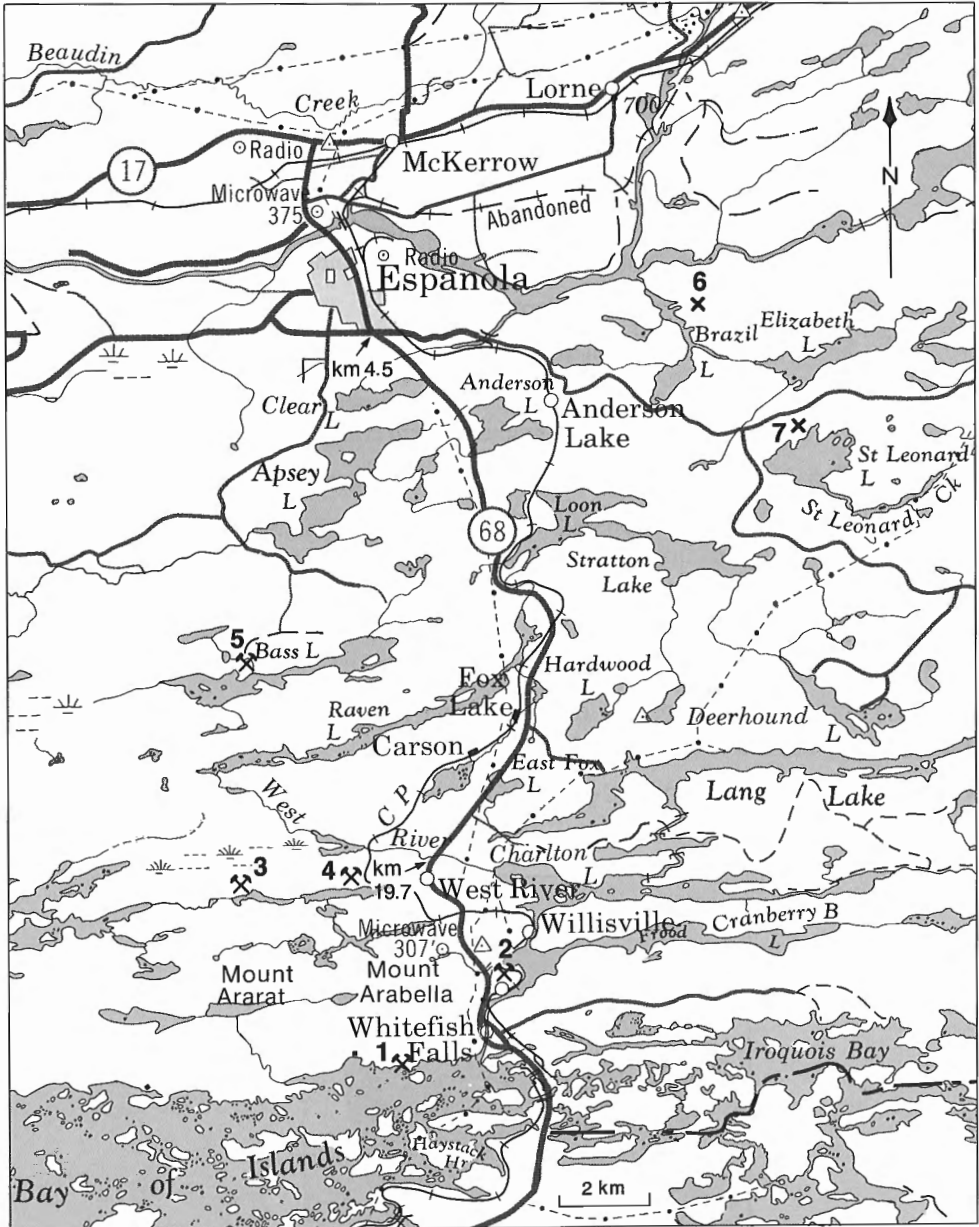 Beaudin
Creek
Lorne
706
17
Radio
McKerrow
N
Microwave
375
Abandoned
Radio
Espanola
6
Brazil
L
Elizabeth
L
km 4.5
Clear
L
Anderson
L
Anderson
Lake
7
St Leonard
L
St Leonard Ck
Apsey
L
Loon
L
68
Stratton
Lake
5
Bass L
Hardwood
L
Fox
Lake
Raven
L
Deerhound
L
Carson
East Fox
L
Lang Lake
West
River
C P
Charlton
L
3
4
km
19.7
West River
Willisville
Cranberry B
Frood
L
Microwave
307'
2
Mount
Ararat
Mount
Arabella
Whitefish
Falls
1
Iroquois Bay
Haystack
Hr
Bay of Islands
2 km